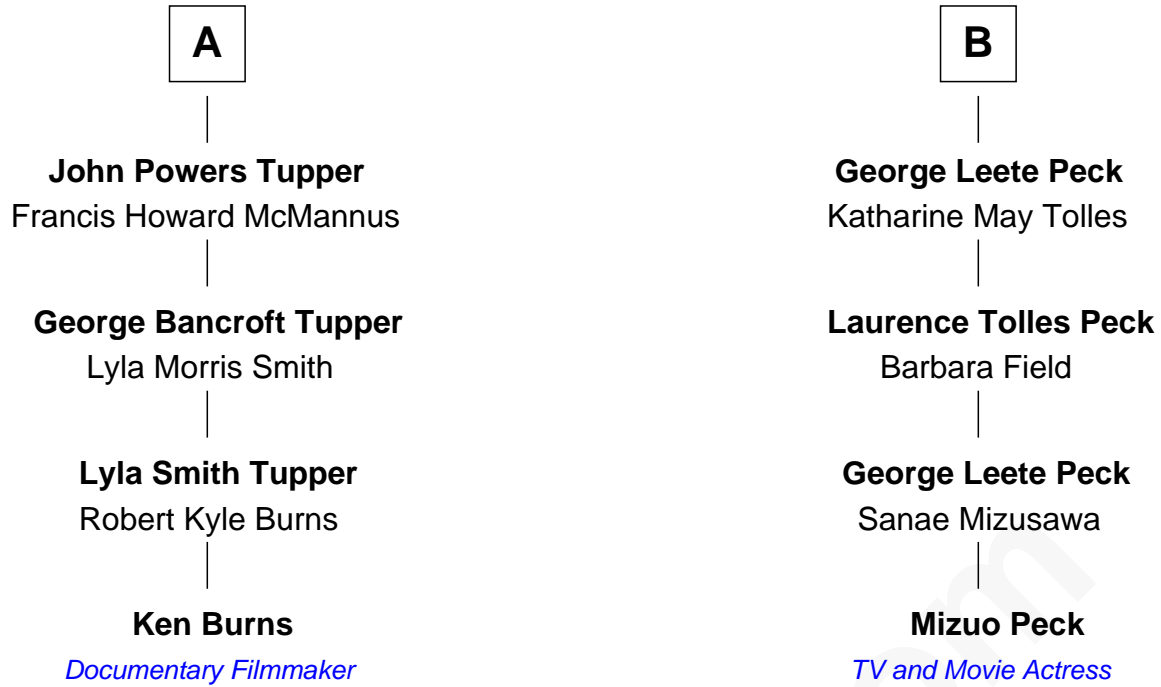 A
John Powers Tupper
Francis Howard McMannus
George Bancroft Tupper
Lyla Morris Smith
Lyla Smith Tupper
Robert Kyle Burns
Ken Burns
Documentary Filmmaker
B
George Leete Peck
Katharine May Tolles
Laurence Tolles Peck
Barbara Field
George Leete Peck
Sanae Mizusawa
Mizuo Peck
TV and Movie Actress